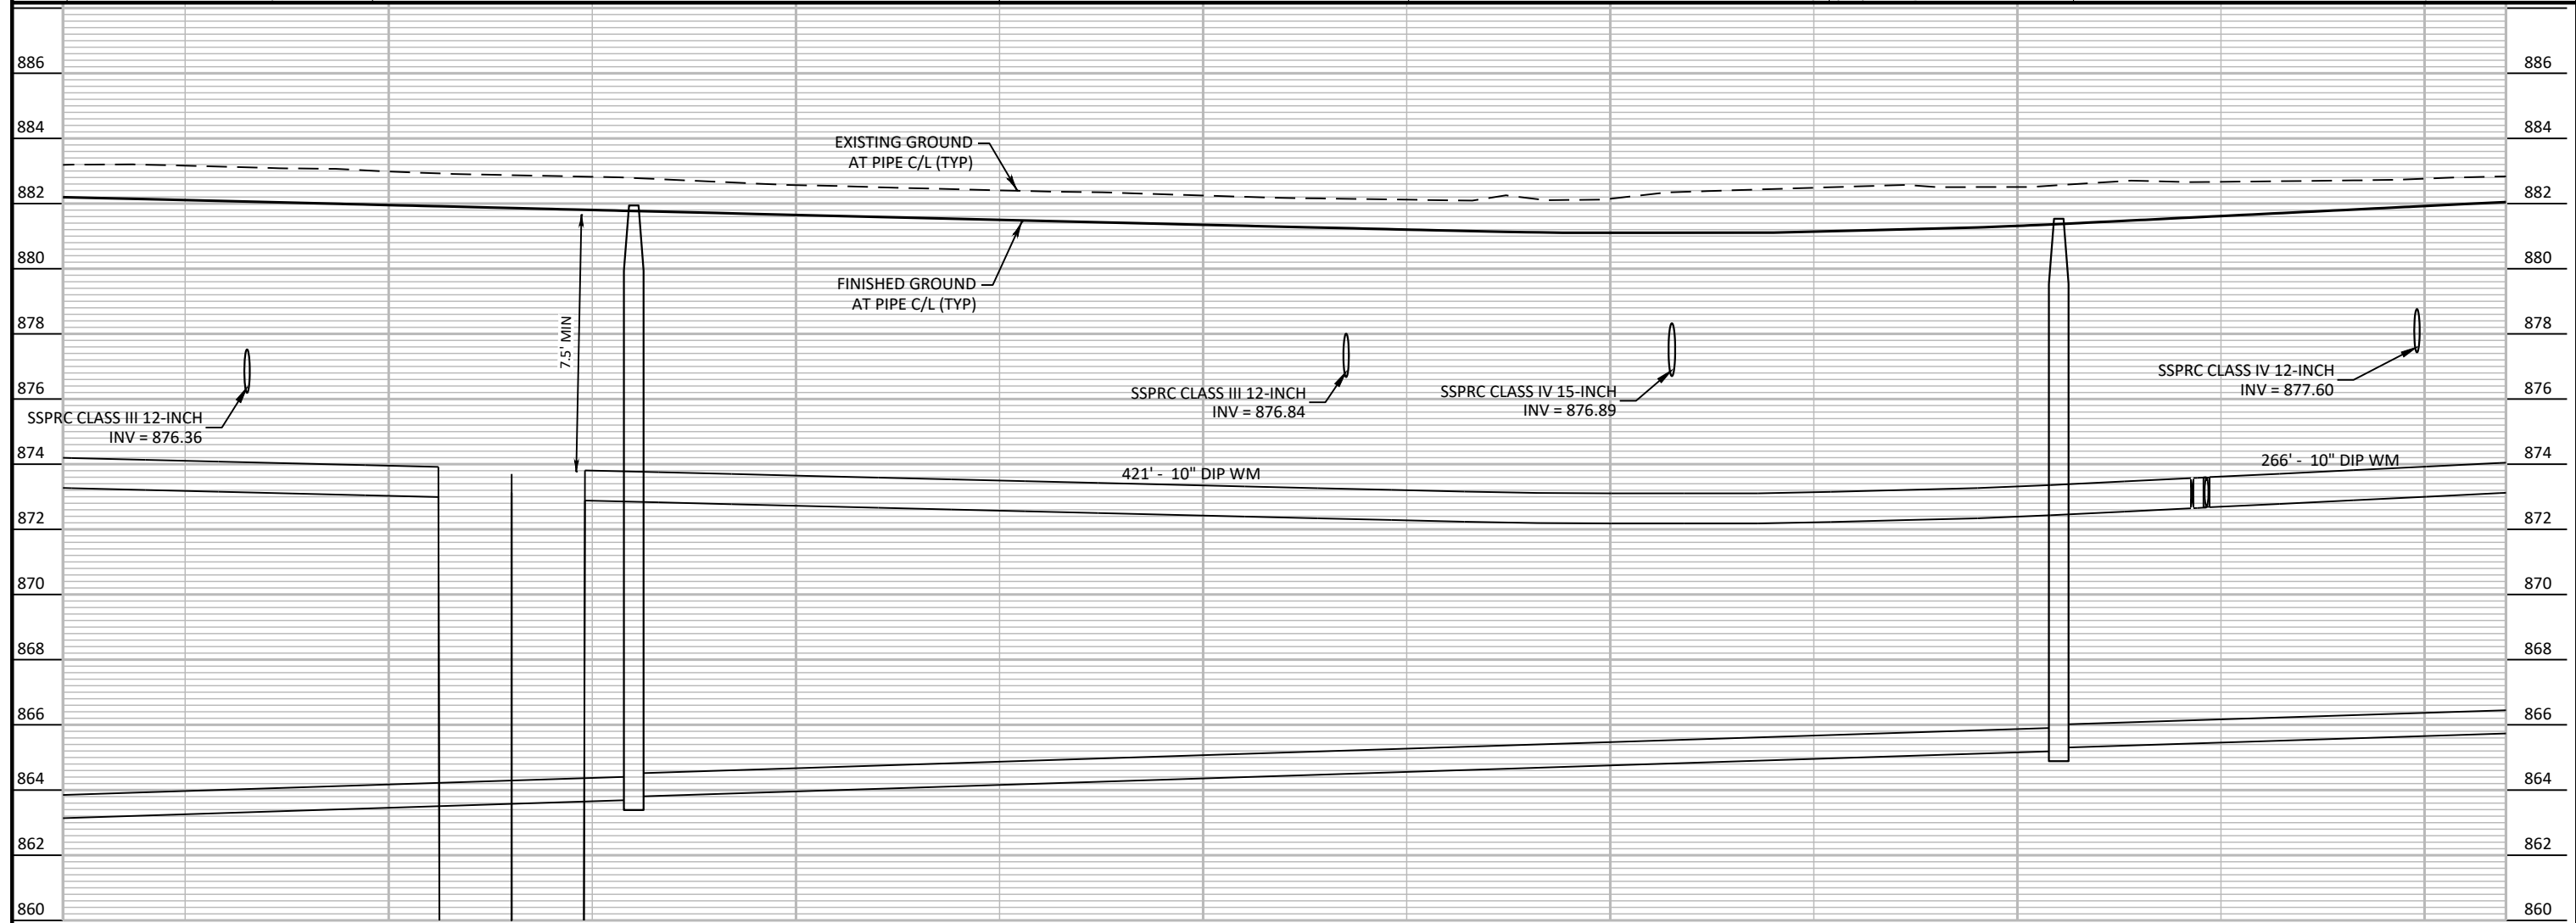 886
886
884
884
EXISTING GROUND
AT PIPE C/L (TYP)
882
882
880
880
FINISHED GROUND
AT PIPE C/L (TYP)
878
878
7.5' MIN
SSPRC CLASS IV 12-INCH
INV = 877.60
876
876
SSPRC CLASS III 12-INCH
INV = 876.84
SSPRC CLASS IV 15-INCH
INV = 876.89
SSPRC CLASS III 12-INCH
INV = 876.36
874
874
421' - 10" DIP WM
266' - 10" DIP WM
872
872
870
870
868
868
866
866
864
864
862
862
860
860